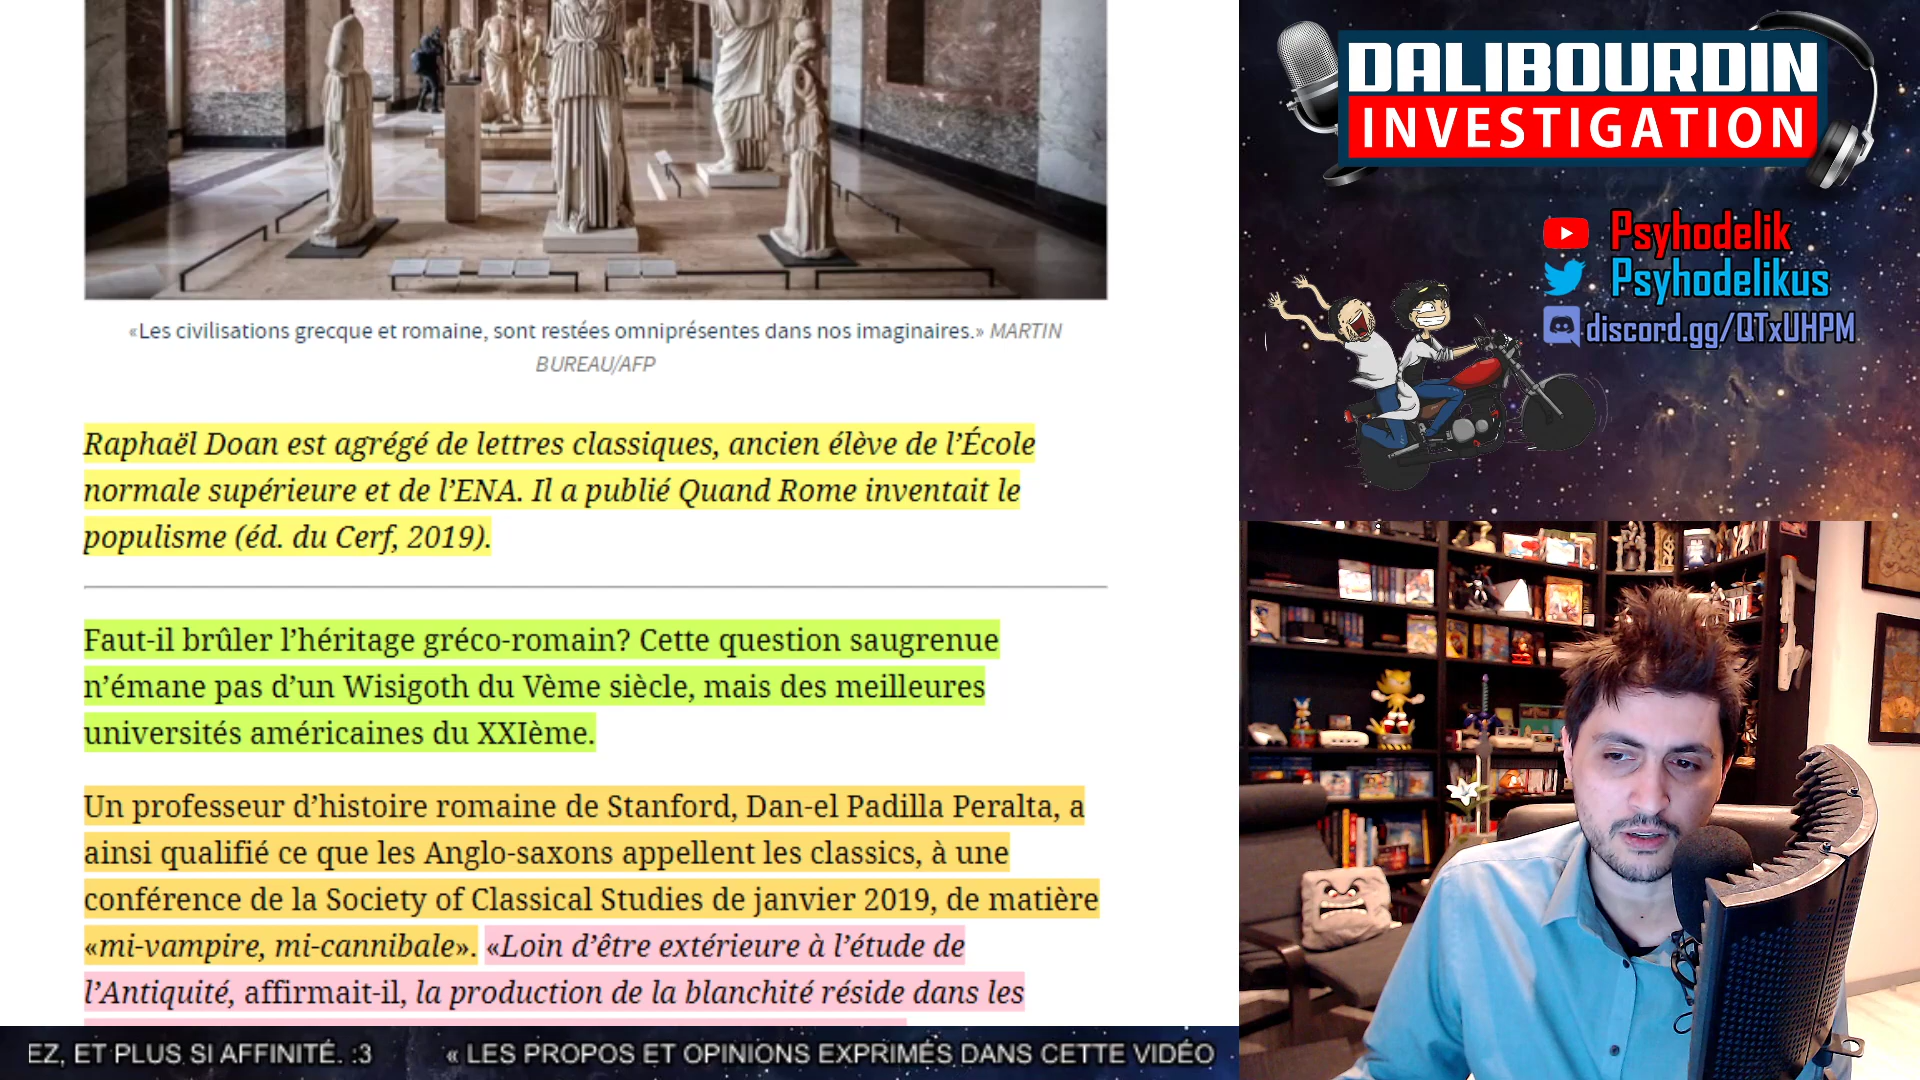 «Les civilisations grecque et romaine, sont restées omniprésentes dans nos imaginaires.» MARTIN
BUREAU/AFP
Raphaël Doan est agrégé de lettres classiques, ancien élève de l’École
normale supérieure et de l’ENA. Il a publié Quand Rome inventait le
populisme (éd. du Cerf, 2019).
Faut-il brûler l’héritage gréco-romain? Cette question saugrenue
n’émane pas d’un Wisigoth du Vème siècle, mais des meilleures
universités américaines du XXIème.
Un professeur d’histoire romaine de Stanford, Dan-el Padilla Peralta, a
ainsi qualifié ce que les Anglo-saxons appellent les classics, à une
conférence de la Society of Classical Studies de janvier 2019, de matière
«mi-vampire, mi-cannibale». «Loin d’être extérieure à l’étude de
l’Antiquité, affirmait-il, la production de la blanchité réside dans les
EZ, ET PLUS SI AFFINITÉ. :3 « LES PROPOS ET OPINIONS EXPRIMÉS DANS CETTE VIDÉO
DALIBOURDIN
INVESTIGATION
Psyhodelik
Psyhodelikus
discord.gg/QTxUHPM